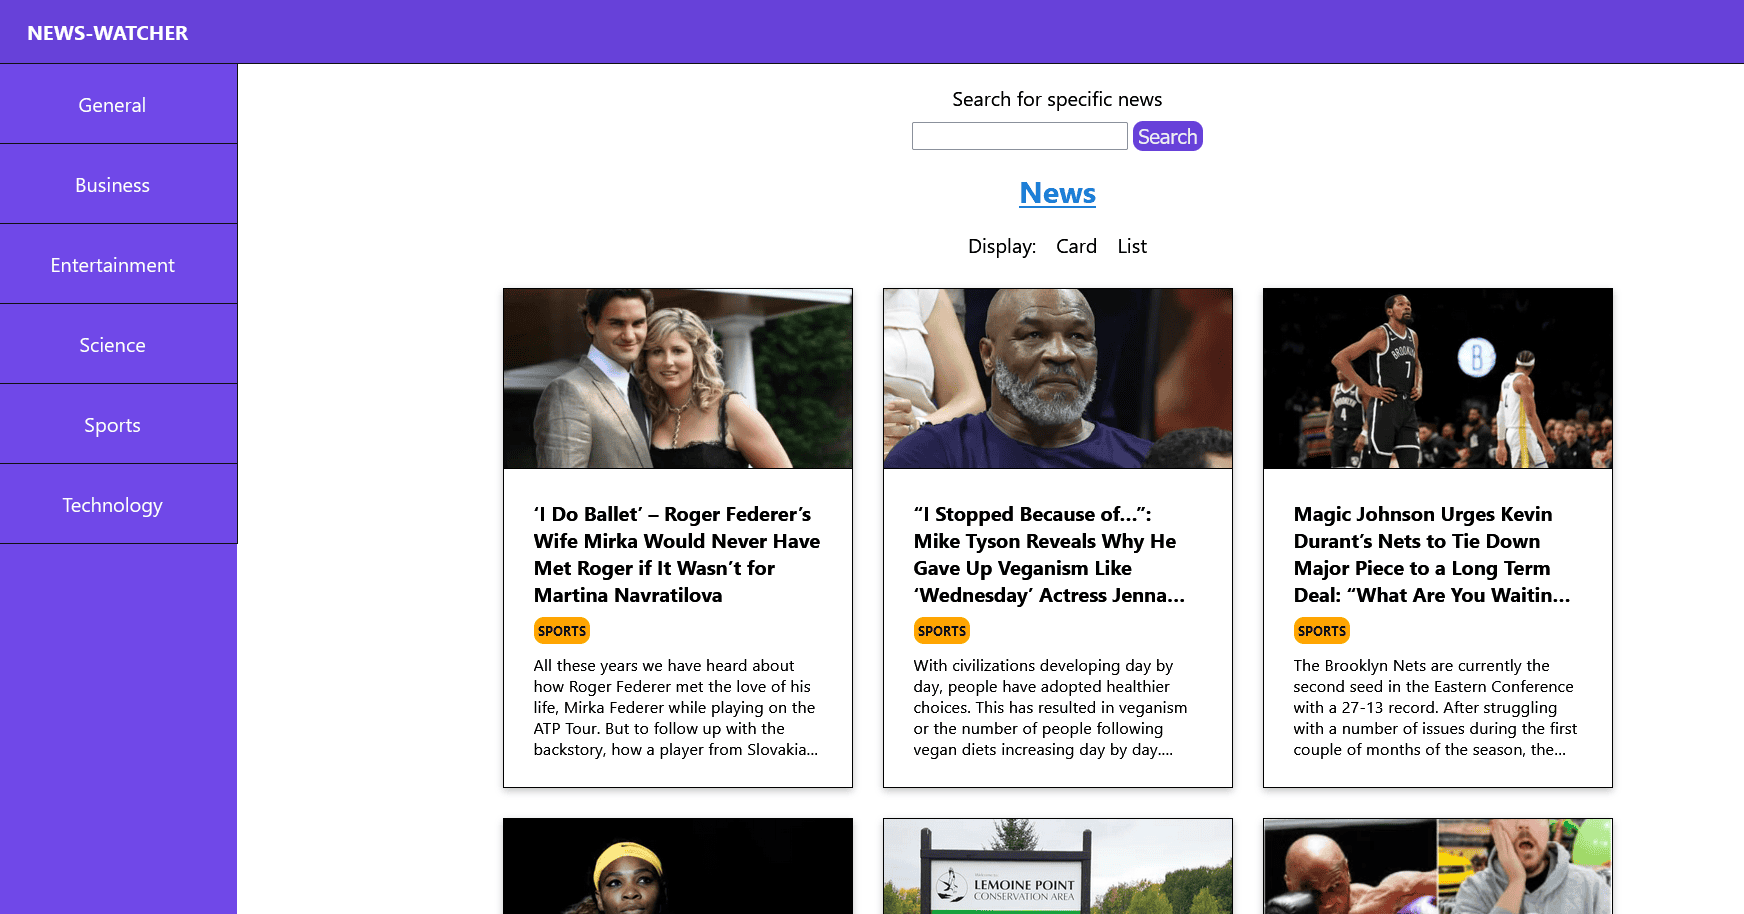 NEWS-WATCHER
General
Business
Entertainment
Science
Sports
Technology
Search for specific news
Search
News
Display: Card List
BROOKLYN
7
4
B
‘I Do Ballet’ – Roger Federer’s
Wife Mirka Would Never Have
Met Roger if It Wasn’t for
Martina Navratilova
SPORTS
All these years we have heard about
how Roger Federer met the love of his
life, Mirka Federer while playing on the
ATP Tour. But to follow up with the
backstory, how a player from Slovakia...
“I Stopped Because of...”:
Mike Tyson Reveals Why He
Gave Up Veganism Like
‘Wednesday’ Actress Jenna...
SPORTS
With civilizations developing day by
day, people have adopted healthier
choices. This has resulted in veganism
or the number of people following
vegan diets increasing day by day....
Magic Johnson Urges Kevin
Durant’s Nets to Tie Down
Major Piece to a Long Term
Deal: “What Are You Waitin...
SPORTS
The Brooklyn Nets are currently the
second seed in the Eastern Conference
with a 27-13 record. After struggling
with a number of issues during the first
couple of months of the season, the...
LEMOINE POINT
CONSERVATION AREA